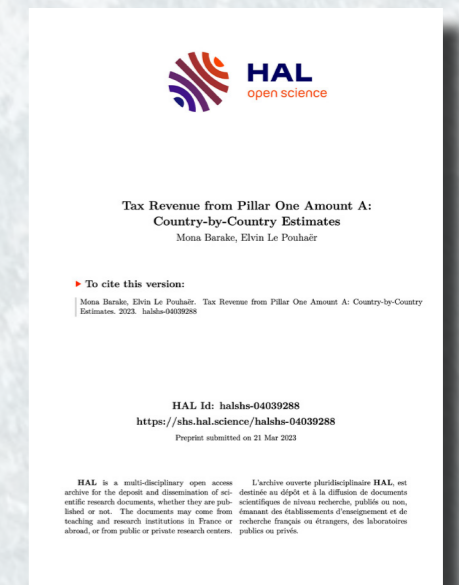 HAL
open science
Tax Revenue from Pillar One Amount A:
Country-by-Country Estimates
Mona Barake, Elvin Le Pouhaër
▶ To cite this version:
Mona Barake, Elvin Le Pouhaër. Tax Revenue from Pillar One Amount A: Country-by-Country
Estimates. 2023. halshs-04039288
HAL Id: halshs-04039288
https://shs.hal.science/halshs-04039288
Preprint submitted on 21 Mar 2023
HAL is a multi-disciplinary open access
archive for the deposit and dissemination of sci-
entific research documents, whether they are pub-
lished or not. The documents may come from
teaching and research institutions in France or
abroad, or from public or private research centers.
L'archive ouverte pluridisciplinaire HAL, est
destinée au dépôt et à la diffusion de documents
scientifiques de niveau recherche, publiés ou non,
émanant des établissements d'enseignement et de
recherche français ou étrangers, des laboratoires
publics ou privés.